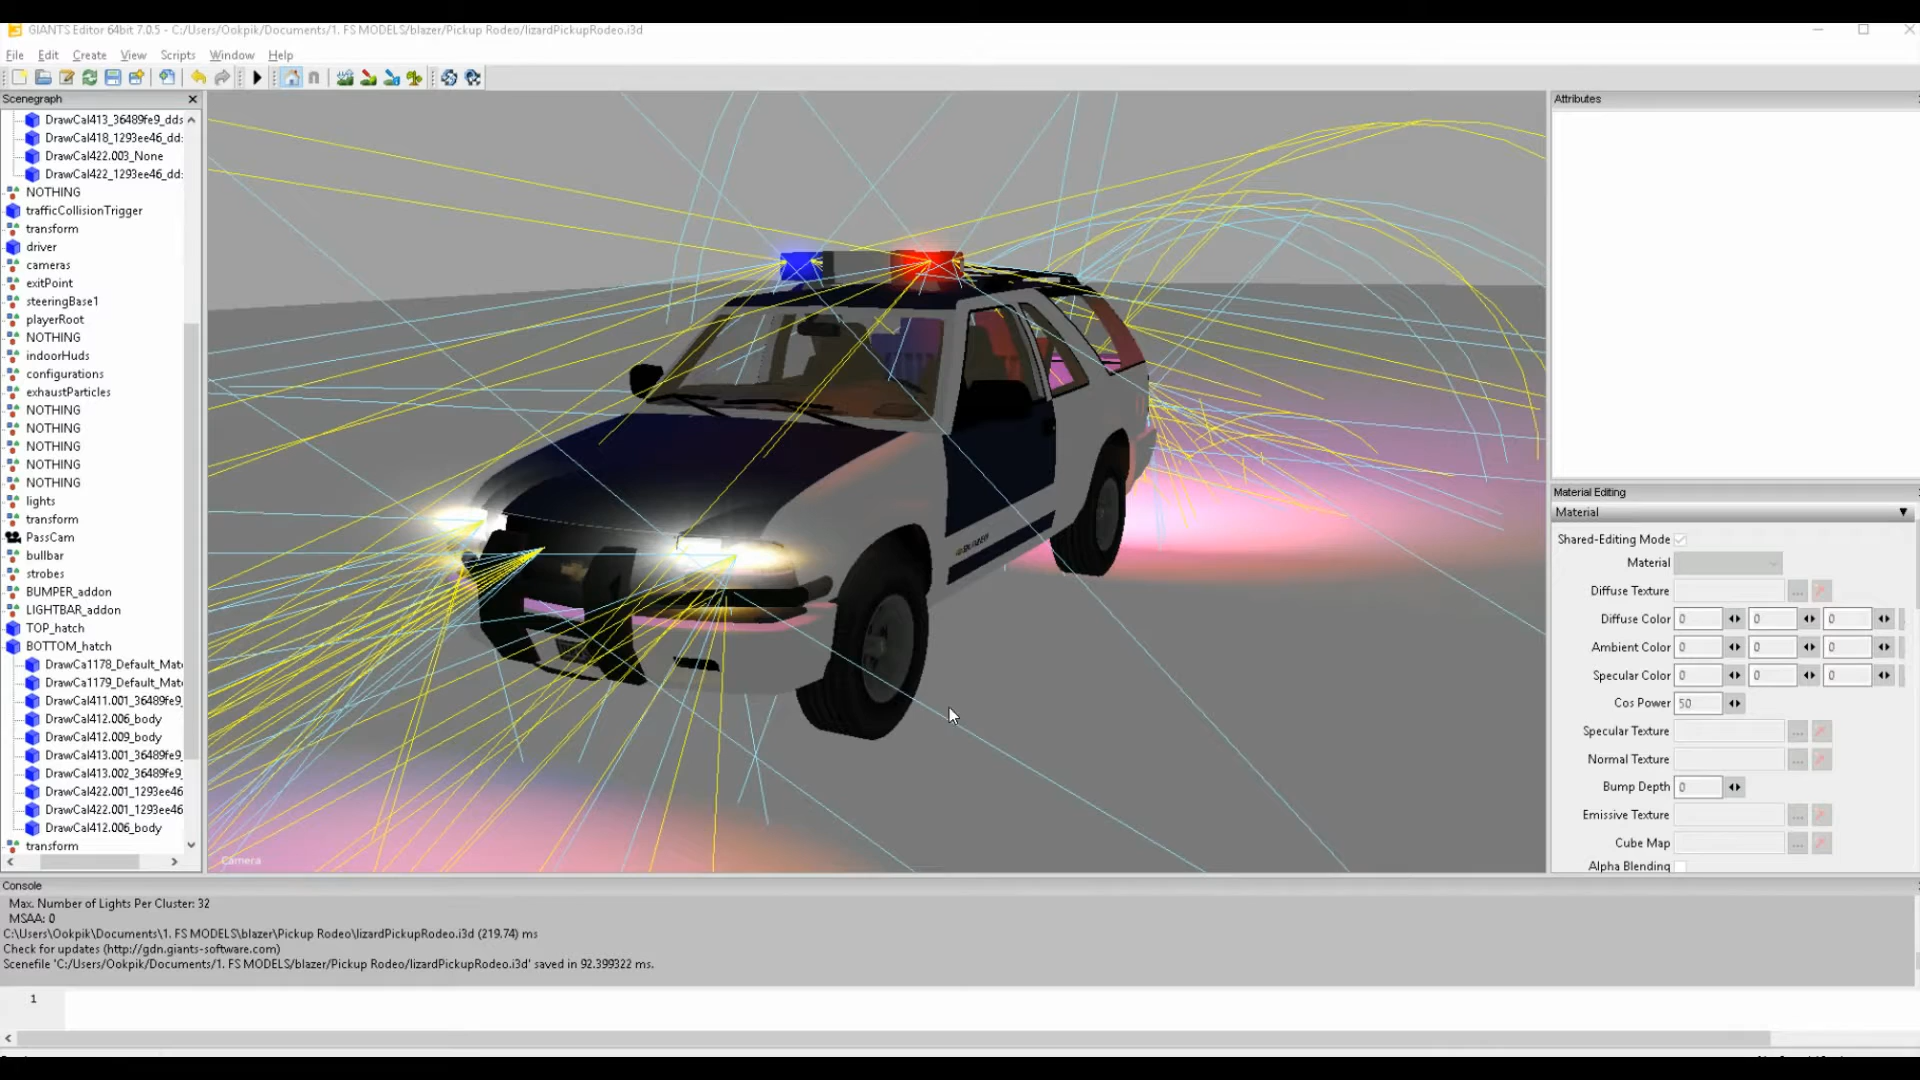 GIANTS Editor 64bit 7.0.5 - C:/Users/Ookpik/Documents/1. FS MODELS/blazer/Pickup Rodeo/lizardPickupRodeo.i3d
File Edit Create View Scripts Window Help
Scenegraph
DrawCal413_36489fe9_dds
DrawCal418_1293ee46_dd:
DrawCal422.003_None
DrawCal422_1293ee46_dd:
NOTHING
trafficCollisionTrigger
transform
driver
cameras
exitPoint
steeringBase1
playerRoot
NOTHING
indoorHuds
configurations
exhaustParticles
NOTHING
NOTHING
NOTHING
NOTHING
NOTHING
lights
transform
PassCam
bullbar
strobes
BUMPER_addon
LIGHTBAR_addon
TOP_hatch
BOTTOM_hatch
DrawCa1178_Default_Mate
DrawCa1179_Default_Mate
DrawCal411.001_36489fe9_
DrawCal412.006_body
DrawCal412.009_body
DrawCal413.001_36489fe9_
DrawCal413.002_36489fe9_
DrawCal422.001_1293ee46
DrawCal422.001_1293ee46
DrawCal412.006_body
transform
Camera
BLAZER
Attributes
Material Editing
Material
Shared-Editing Mode
Material
Diffuse Texture ...
Diffuse Color 0 0 0
Ambient Color 0 0 0
Specular Color 0 0 0
Cos Power 50
Specular Texture ...
Normal Texture ...
Bump Depth 0
Emissive Texture ...
Cube Map ...
Alpha Blending
Console
Max. Number of Lights Per Cluster: 32
MSAA: 0
C:\Users\Ookpik\Documents\1. FS MODELS\blazer\Pickup Rodeo\lizardPickupRodeo.i3d (219.74) ms
Check for updates (http://gdn.giants-software.com)
Scenefile 'C:/Users/Ookpik/Documents/1. FS MODELS/blazer/Pickup Rodeo/lizardPickupRodeo.i3d' saved in 92.399322 ms.
1